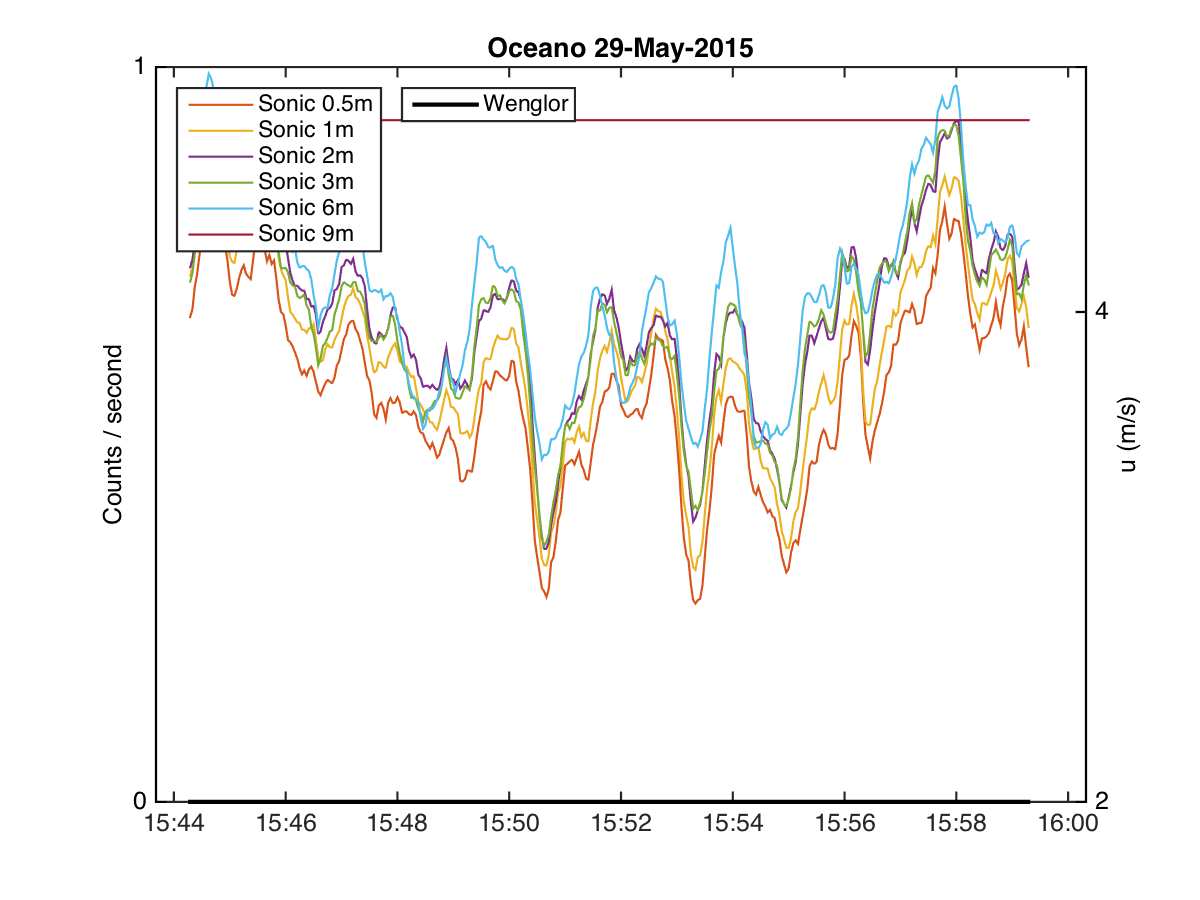 Oceano 29-May-2015
1
Sonic 0.5m
Wenglor
Sonic 1m
Sonic 2m
Sonic 3m
Sonic 6m
Sonic 9m
4
Counts / second
u (m/s)
0
2
15:44 15:46 15:48 15:50 15:52 15:54 15:56 15:58 16:00